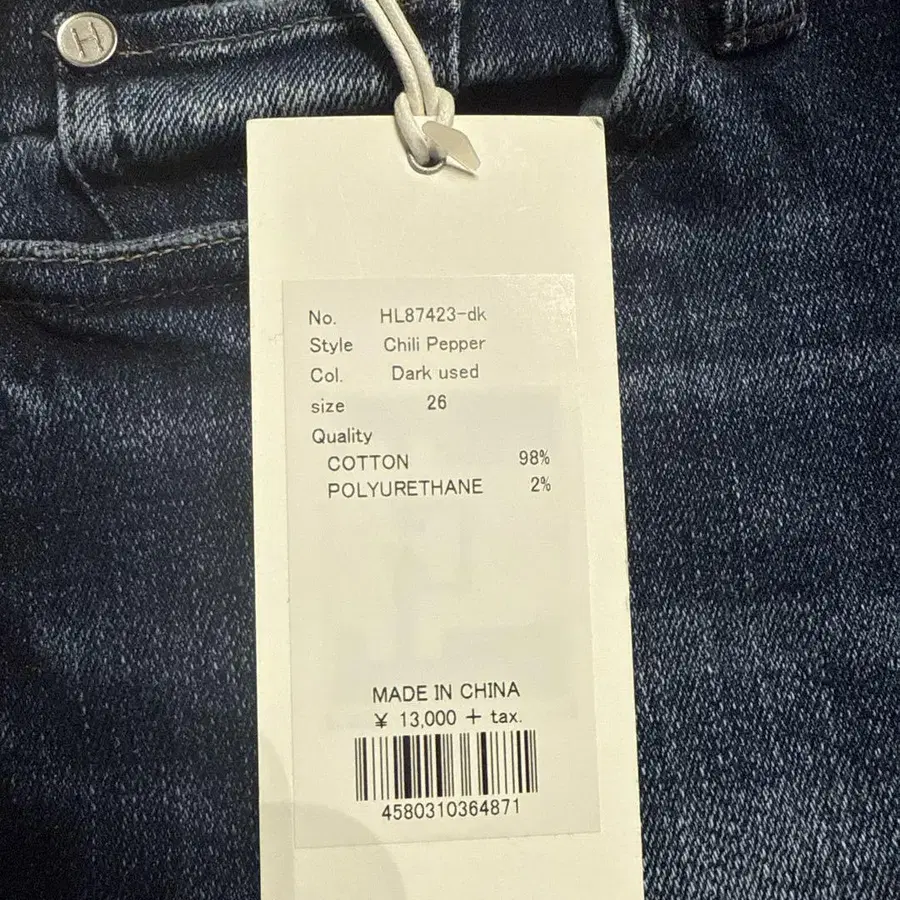 H
No. HL87423-dk
Style Chili Pepper
Col. Dark used
size 26
Quality
COTTON 98%
POLYURETHANE 2%
MADE IN CHINA
¥ 13,000 + tax.
4580310364871